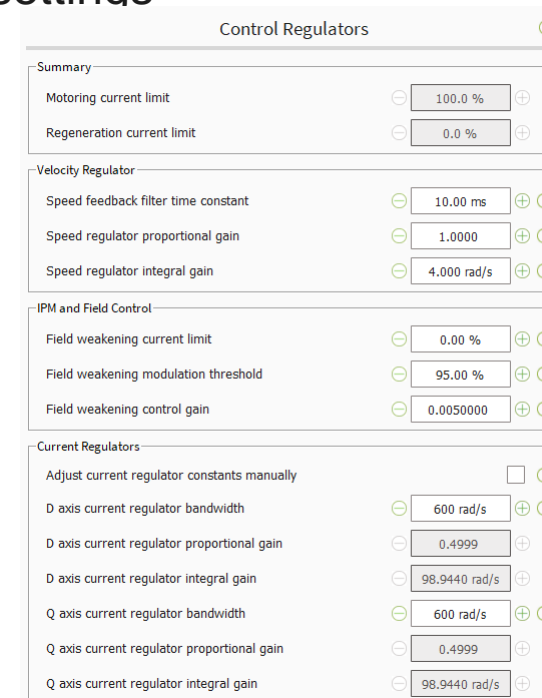 settings
Control Regulators
Summary
Motoring current limit 100.0 %
Regeneration current limit 0.0 %
Velocity Regulator
Speed feedback filter time constant 10.00 ms
Speed regulator proportional gain 1.0000
Speed regulator integral gain 4.000 rad/s
IPM and Field Control
Field weakening current limit 0.00 %
Field weakening modulation threshold 95.00 %
Field weakening control gain 0.0050000
Current Regulators
Adjust current regulator constants manually
D axis current regulator bandwidth 600 rad/s
D axis current regulator proportional gain 0.4999
D axis current regulator integral gain 98.9440 rad/s
Q axis current regulator bandwidth 600 rad/s
Q axis current regulator proportional gain 0.4999
Q axis current regulator integral gain 98.9440 rad/s